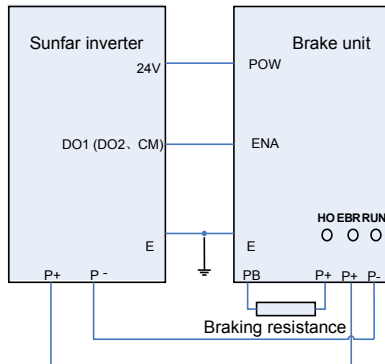 Sunfar inverter
Brake unit
24V
POW
DO1 (DO2、CM)
ENA
HO EBR RUN
E
E
P+
P -
PB
P+
P+
P-
Braking resistance